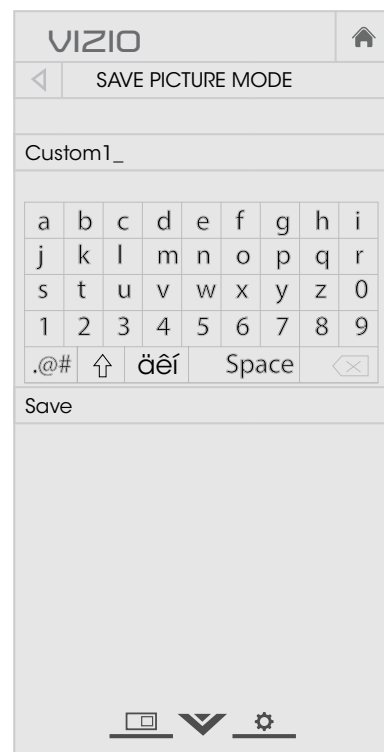 VIZIO
SAVE PICTURE MODE
Custom1_
a b c d e f g h i
j k l m n o p q r
s t u v w x y z 0
1 2 3 4 5 6 7 8 9
.@# äêí Space
Save